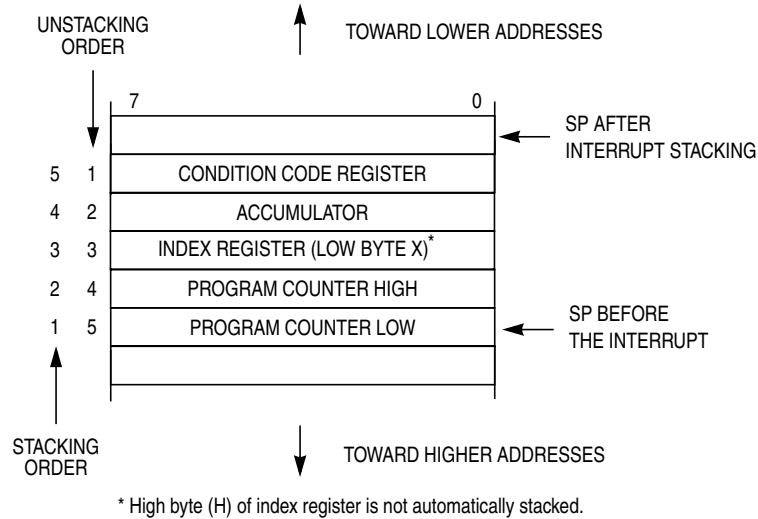 UNSTACKING
ORDER
TOWARD LOWER ADDRESSES
7 0
SP AFTER
INTERRUPT STACKING
5 1 CONDITION CODE REGISTER
4 2 ACCUMULATOR
3 3 INDEX REGISTER (LOW BYTE X)*
2 4 PROGRAM COUNTER HIGH
1 5 PROGRAM COUNTER LOW
SP BEFORE
THE INTERRUPT
STACKING
ORDER
TOWARD HIGHER ADDRESSES
* High byte (H) of index register is not automatically stacked.